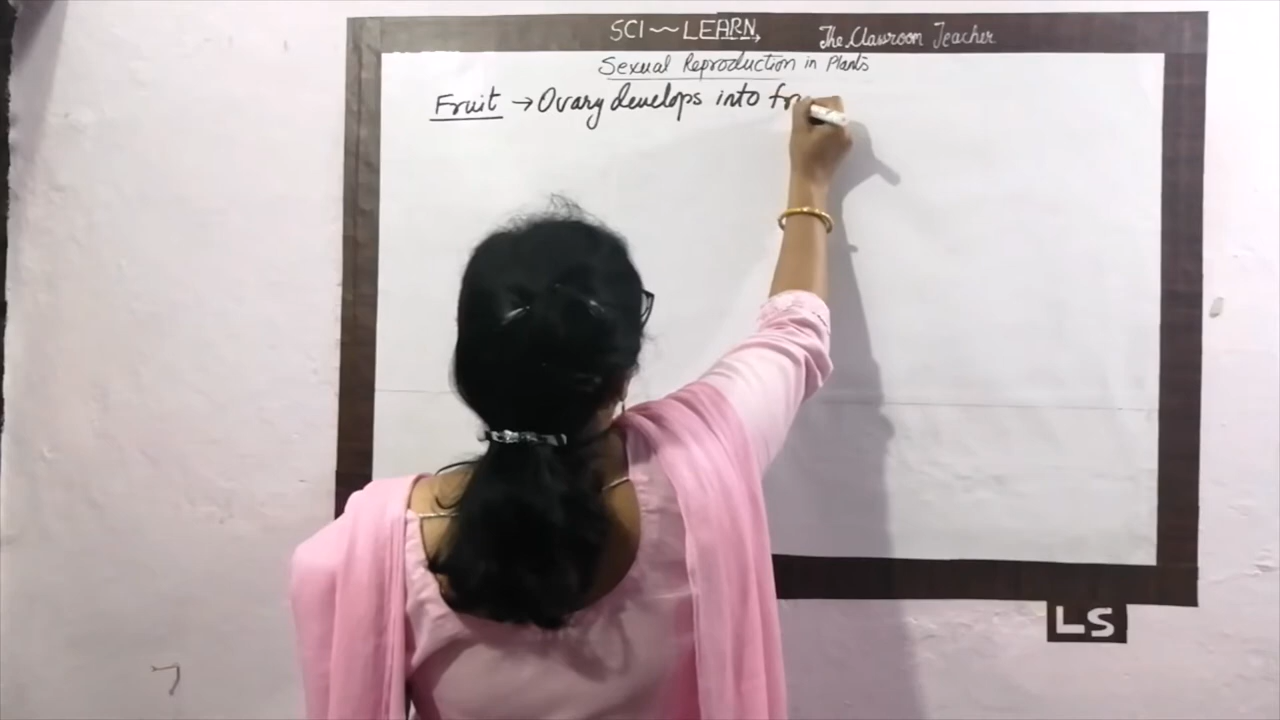 SCI~LEARN The Classroom Teacher
Sexual Reproduction in Plants
Fruit → Ovary develops into fr
LS